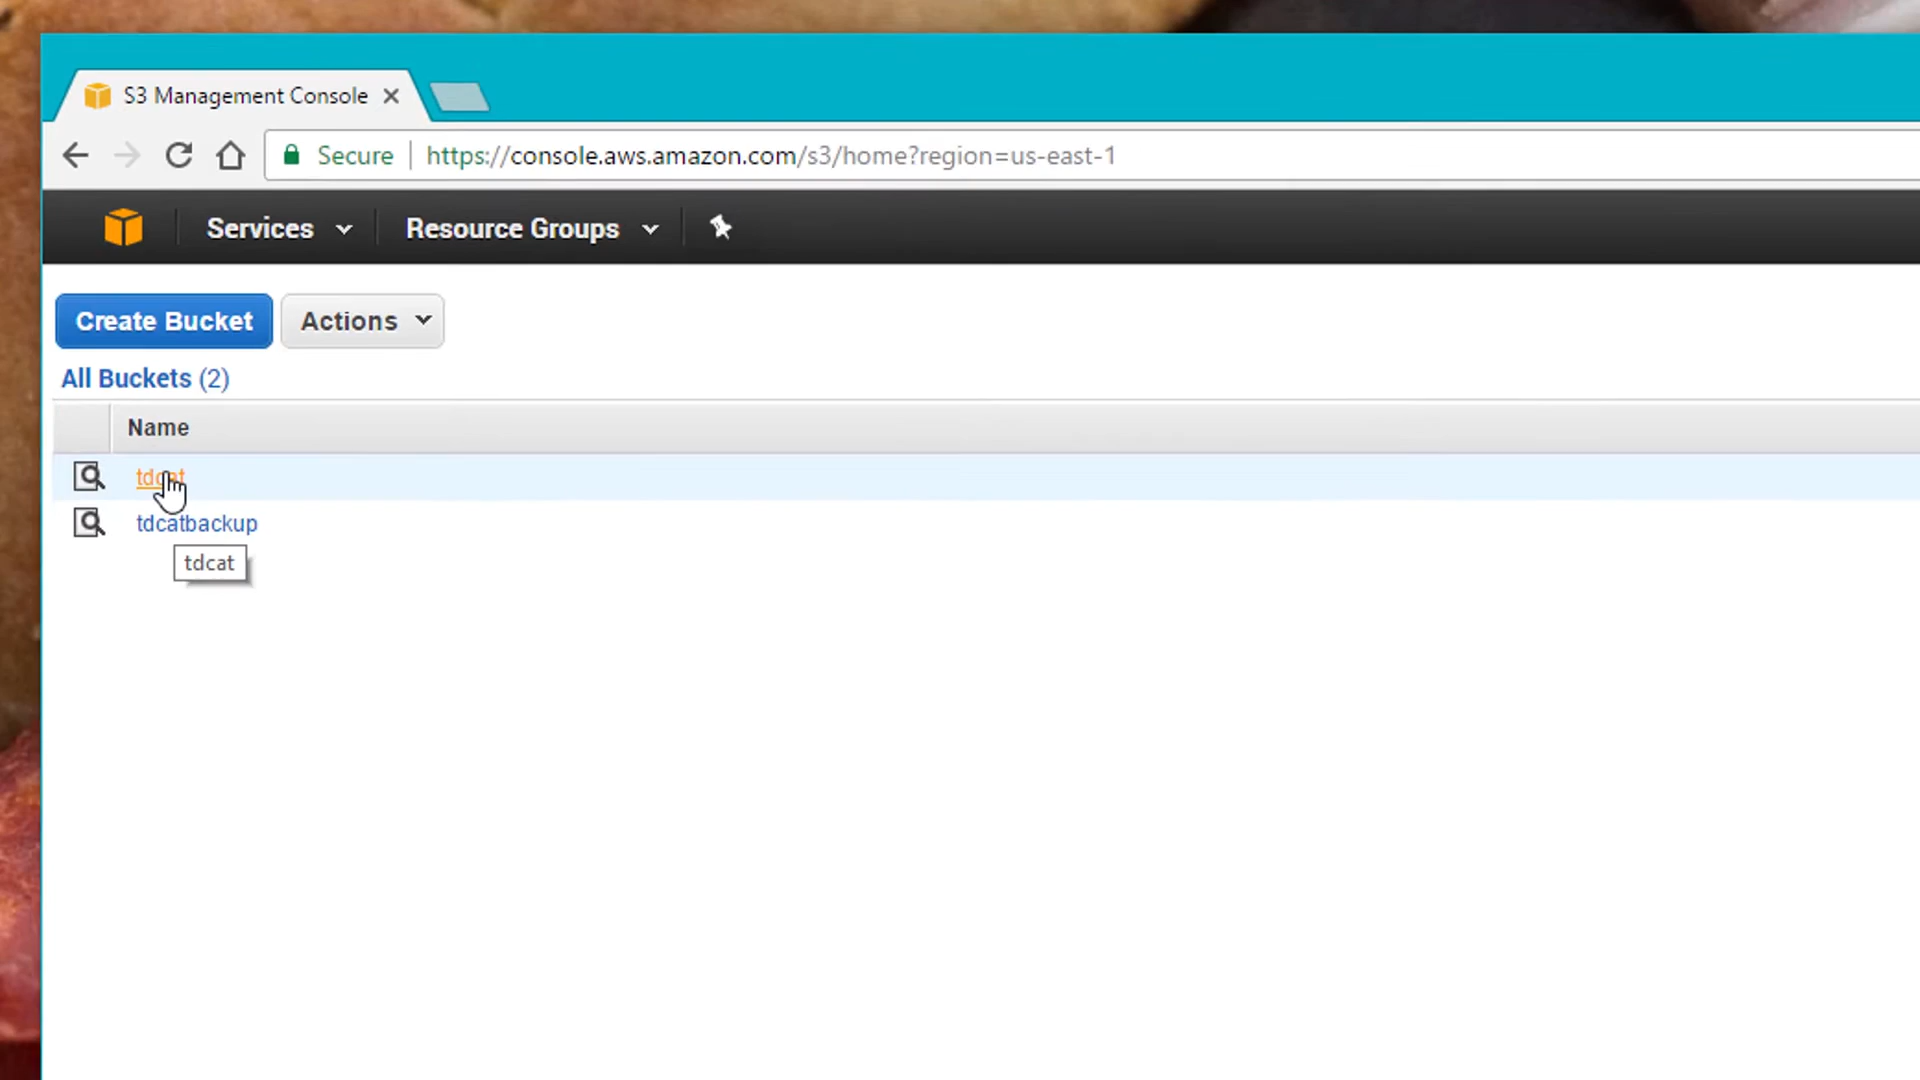 S3 Management Console
Secure https://console.aws.amazon.com/s3/home?region=us-east-1
Services Resource Groups
Create Bucket Actions
All Buckets (2)
Name
tdcat
tdcatbackup
tdcat